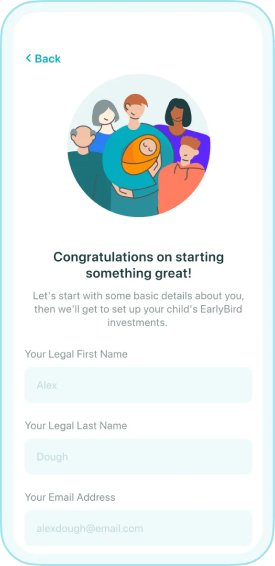 Back
Congratulations on starting
something great!
Let's start with some basic details about you,
then we'll get to set up your child's EarlyBird
investments.
Your Legal First Name
Alex
Your Legal Last Name
Dough
Your Email Address
alexdough@email.com